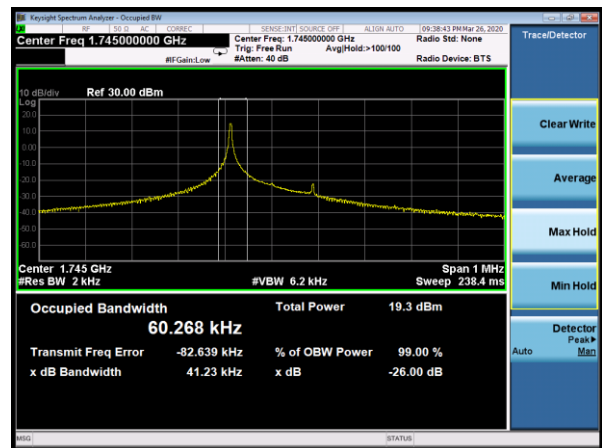 Keysight Spectrum Analyzer - Occupied BW
RF 50 Ω AC CORREC SENSE:INT SOURCE OFF ALIGN AUTO 09:38:43 PM Mar 26, 2020
Center Freq 1.745000000 GHz Center Freq: 1.745000000 GHz Radio Std: None
Trig: Free Run Avg|Hold:>100/100
#IFGain:Low #Atten: 40 dB Radio Device: BTS
Trace/Detector
10 dB/div Ref 30.00 dBm
Log
20.0
10.0
0.00
-10.0
-20.0
-30.0
-40.0
-50.0
-60.0
Center 1.745 GHz Span 1 MHz
#Res BW 2 kHz #VBW 6.2 kHz Sweep 238.4 ms
Occupied Bandwidth Total Power 19.3 dBm
60.268 kHz
Transmit Freq Error -82.639 kHz % of OBW Power 99.00 %
x dB Bandwidth 41.23 kHz x dB -26.00 dB
Clear Write
Average
Max Hold
Min Hold
Detector
Peak▶
Auto Man
MSG STATUS